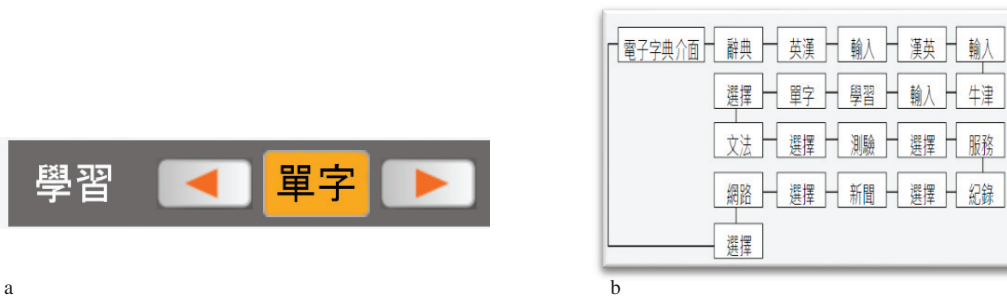 學習 單字
a
電子字典介面 辭典 英漢 輸入 漢英 輸入
選擇 單字 學習 輸入 牛津
文法 選擇 測驗 選擇 服務
網路 選擇 新聞 選擇 紀錄
選擇
b